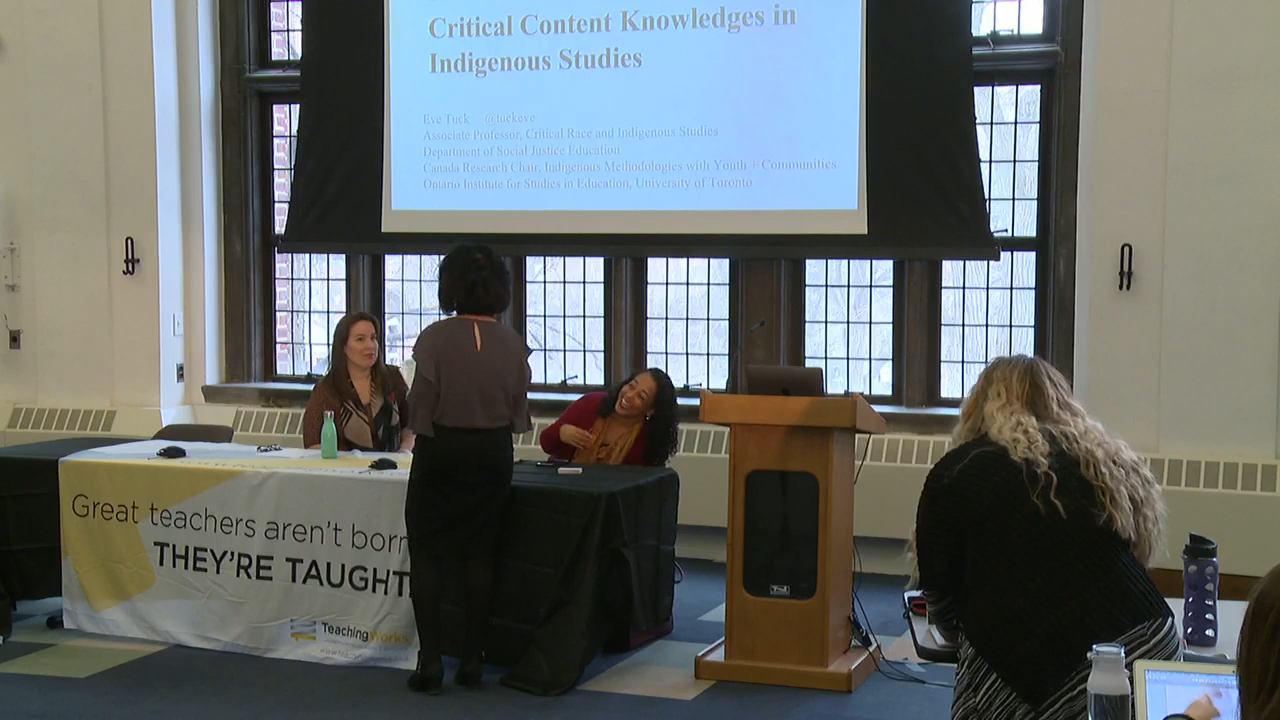 Critical Content Knowledges in
Indigenous Studies
Eve Tuck @tuckeve
Associate Professor, Critical Race and Indigenous Studies
Department of Social Justice Education
Canada Research Chair, Indigenous Methodologies with Youth + Communities
Ontario Institute for Studies in Education, University of Toronto
Great teachers aren't born
THEY'RE TAUGHT.
TeachingWorks